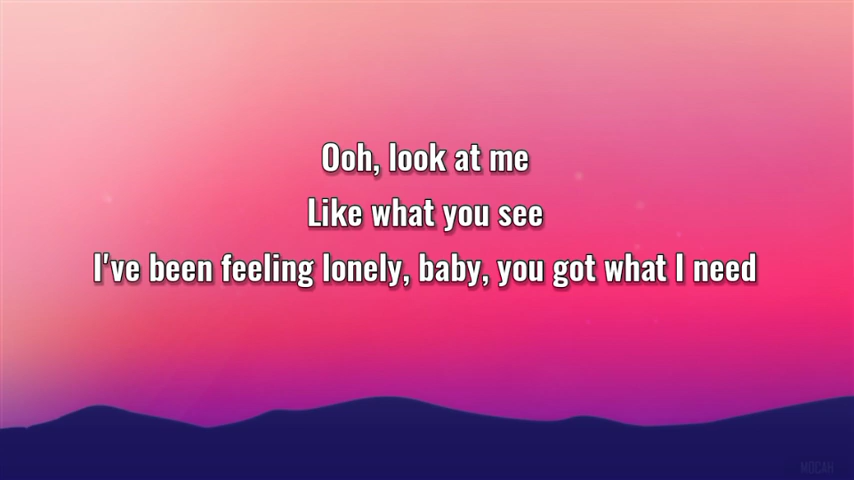 Ooh, look at me
Like what you see
I've been feeling lonely, baby, you got what I need
MOCAH